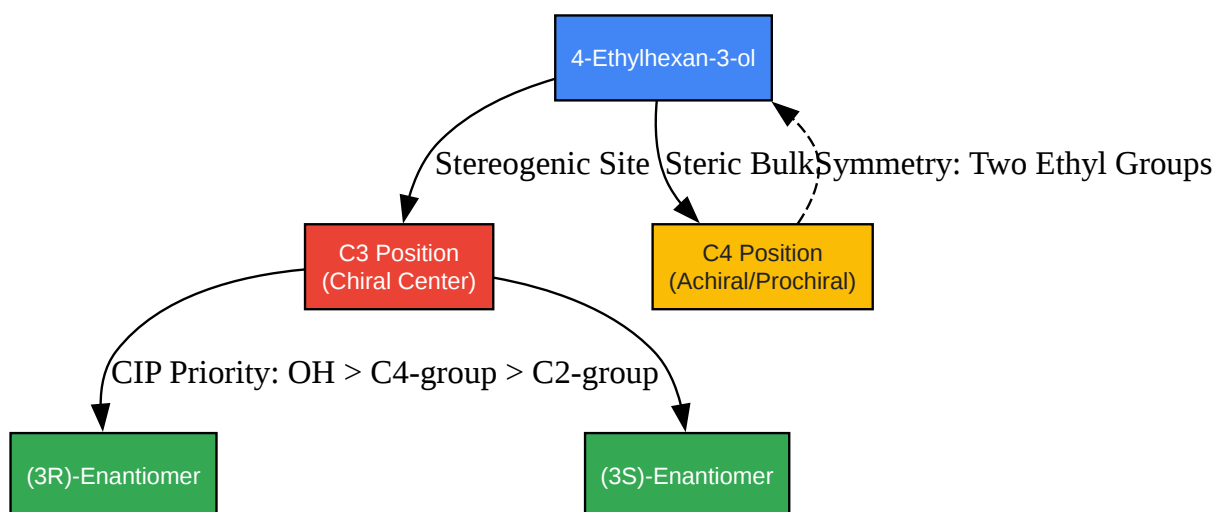 4-Ethylhexan-3-ol
Stereogenic Site
Steric Bulk
Symmetry: Two Ethyl Groups
C3 Position
(Chiral Center)
C4 Position
(Achiral/Prochiral)
CIP Priority: OH > C4-group > C2-group
(3R)-Enantiomer
(3S)-Enantiomer